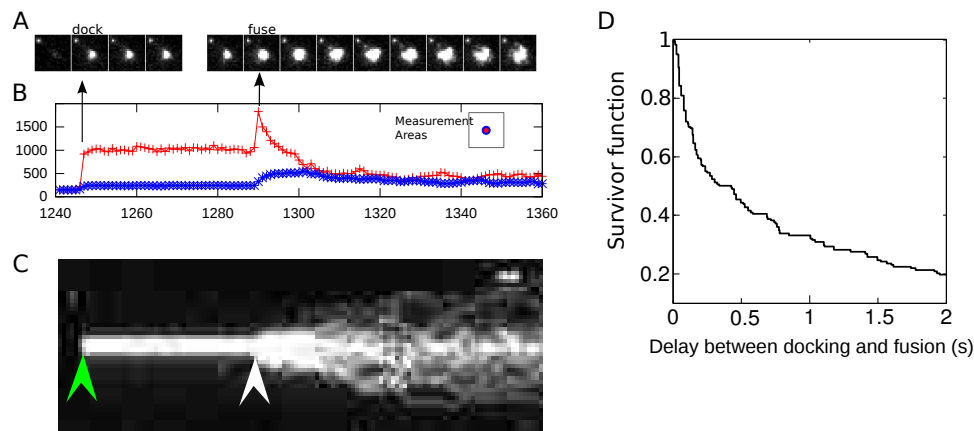 A
dock
fuse
B
1500
1000
500
0
Measurement
Areas
1240
1260
1280
1300
1320
1340
1360
C
D
Survivor function
1
0.8
0.6
0.4
0.2
0
0.5
1
1.5
2
Delay between docking and fusion (s)